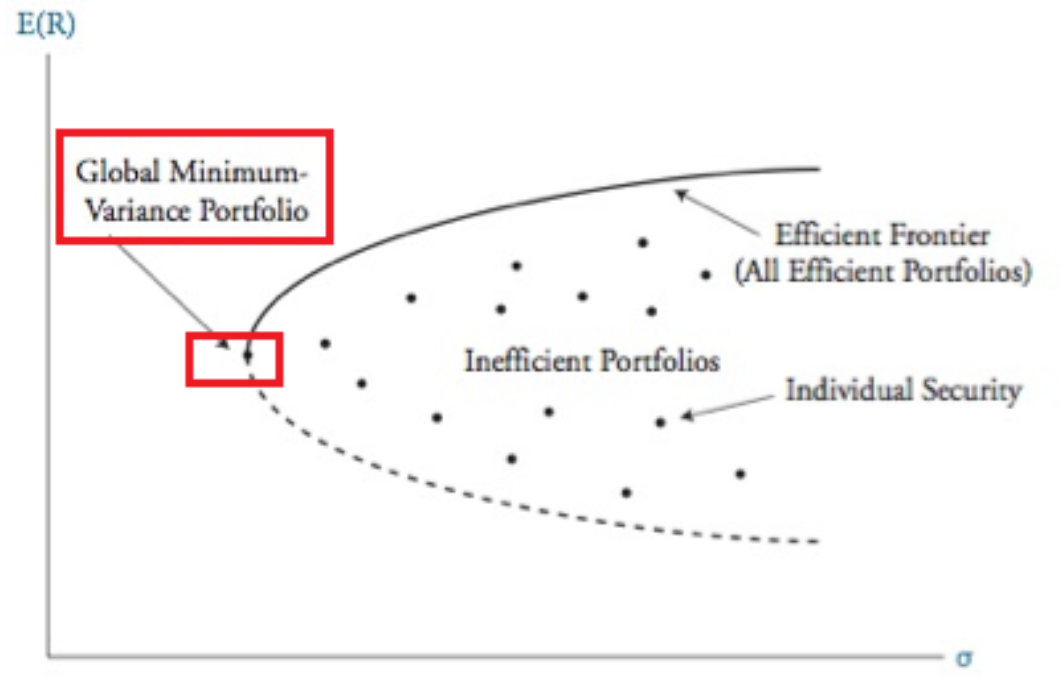 E(R)
Global Minimum-
Variance Portfolio
Efficient Frontier
(All Efficient Portfolios)
Inefficient Portfolios
Individual Security
σ